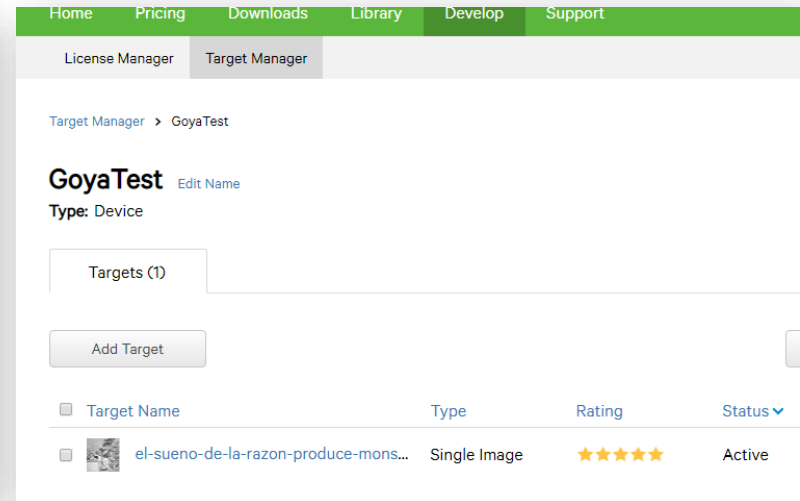 Home Pricing Downloads Library Develop Support
License Manager Target Manager
Target Manager > GoyaTest
GoyaTest Edit Name
Type: Device
Targets (1)
Add Target
Target Name Type Rating Status
el-sueno-de-la-razon-produce-mons... Single Image Active